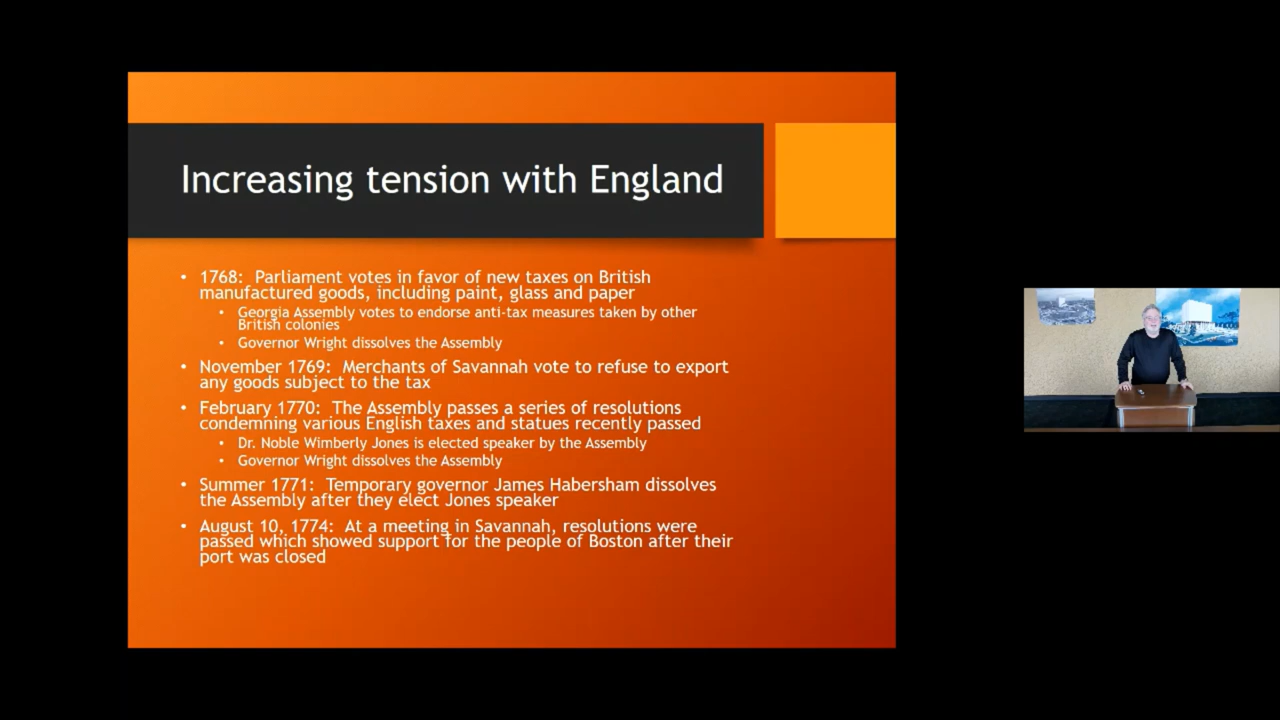 Increasing tension with England
• 1768: Parliament votes in favor of new taxes on British
manufactured goods, including paint, glass and paper
• Georgia Assembly votes to endorse anti-tax measures taken by other
British colonies
• Governor Wright dissolves the Assembly
• November 1769: Merchants of Savannah vote to refuse to export
any goods subject to the tax
• February 1770: The Assembly passes a series of resolutions
condemning various English taxes and statues recently passed
• Dr. Noble Wimberly Jones is elected speaker by the Assembly
• Governor Wright dissolves the Assembly
• Summer 1771: Temporary governor James Habersham dissolves
the Assembly after they elect Jones speaker
• August 10, 1774: At a meeting in Savannah, resolutions were
passed which showed support for the people of Boston after their
port was closed